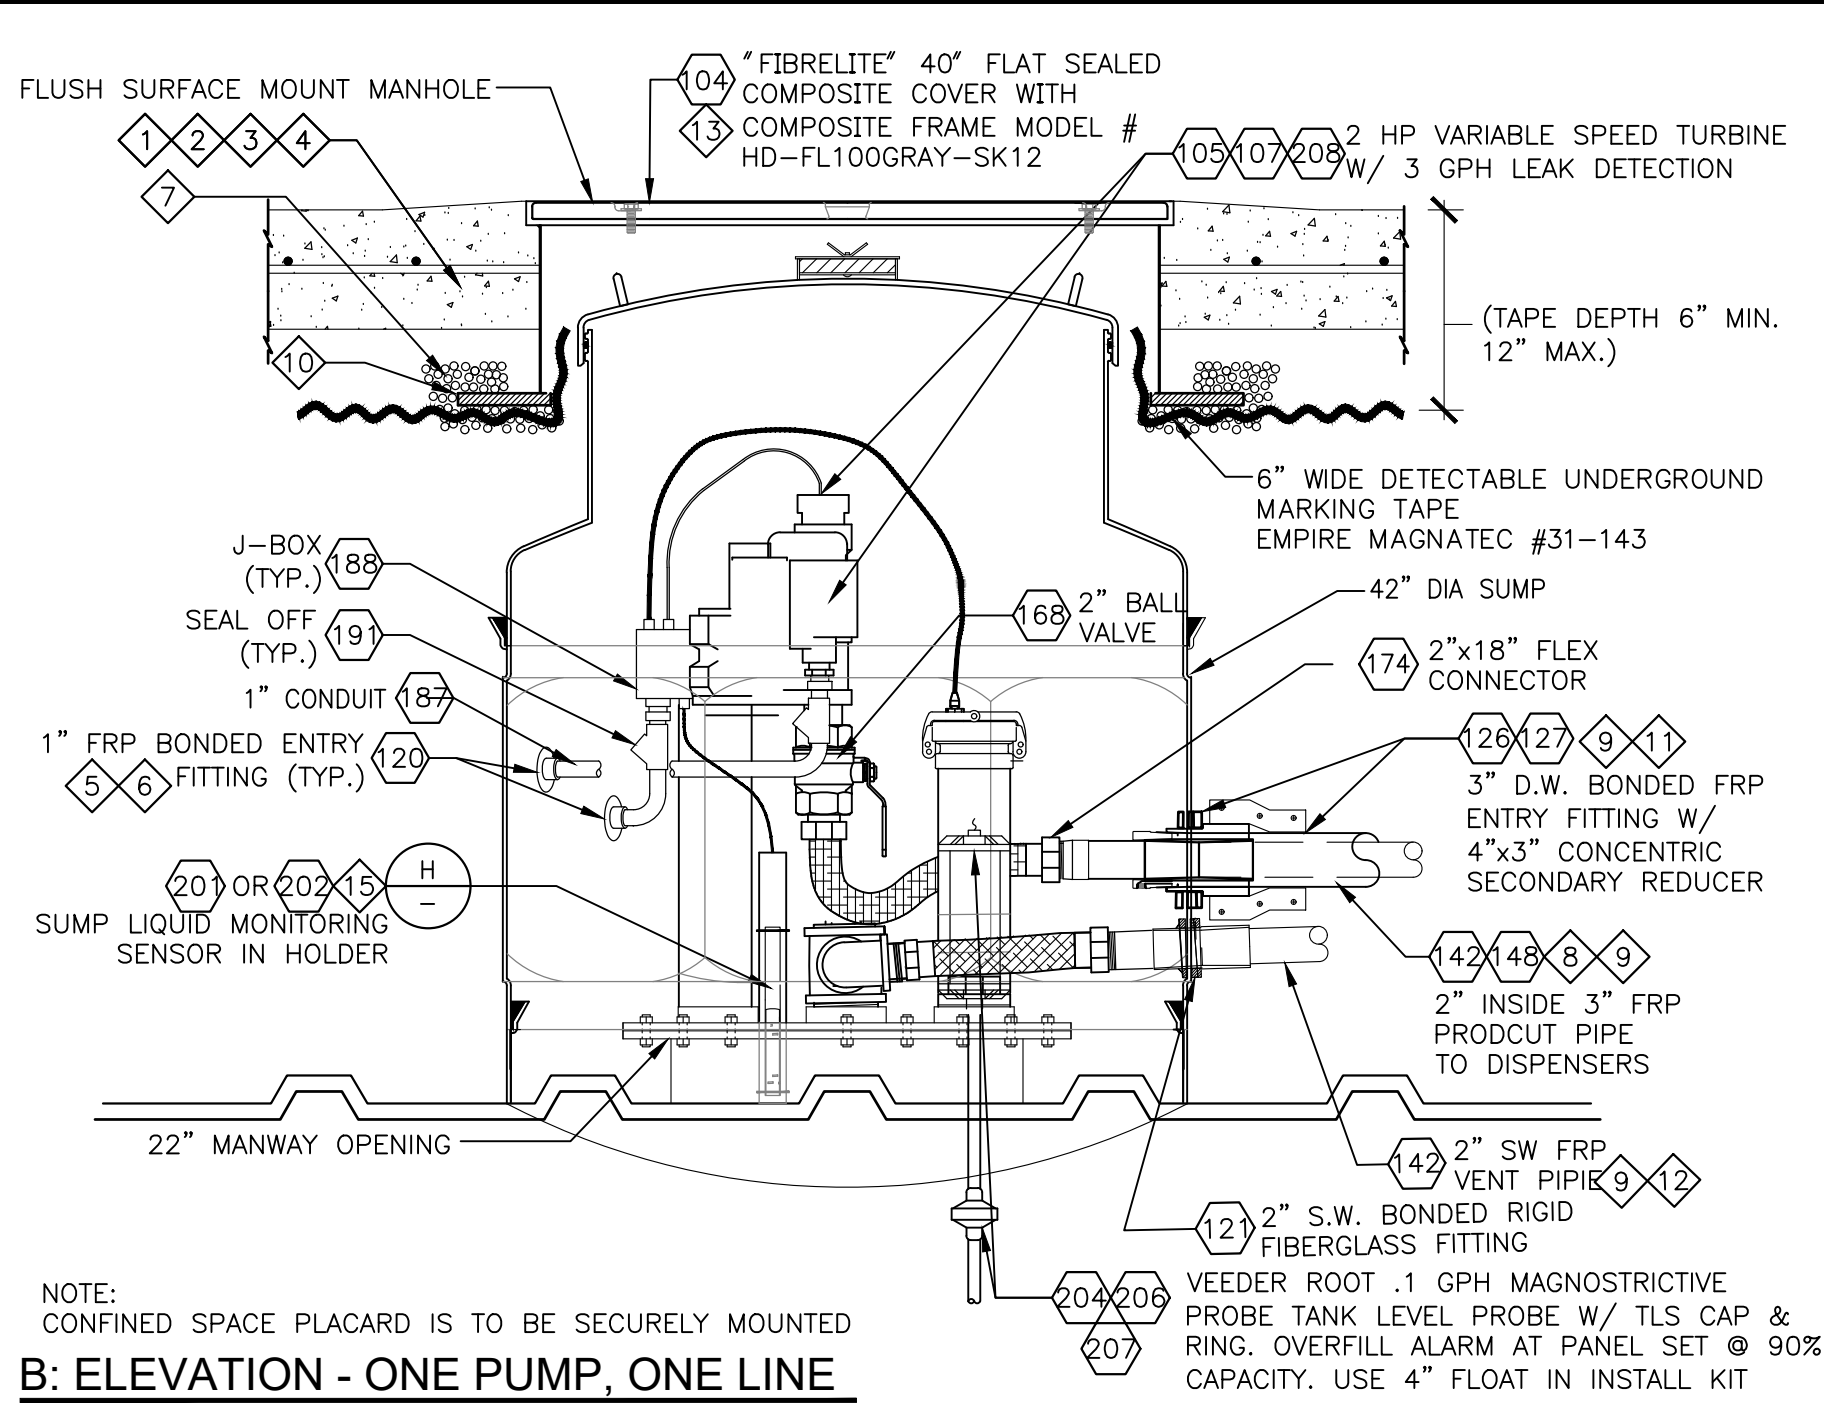 FLUSH SURFACE MOUNT MANHOLE
1 2 3 4
7
10
104 "FIBRELITE" 40" FLAT SEALED
COMPOSITE COVER WITH
13 COMPOSITE FRAME MODEL #
HD-FL100GRAY-SK12
105 107 208 2 HP VARIABLE SPEED TURBINE
W/ 3 GPH LEAK DETECTION
(TAPE DEPTH 6" MIN.
12" MAX.)
6" WIDE DETECTABLE UNDERGROUND
MARKING TAPE
EMPIRE MAGNATEC #31-143
J-BOX 188
(TYP.)
SEAL OFF 191
(TYP.)
1" CONDUIT 187
1" FRP BONDED ENTRY 120
5 6 FITTING (TYP.)
201 OR 202 15 H
-
SUMP LIQUID MONITORING
SENSOR IN HOLDER
168 2" BALL
VALVE
42" DIA SUMP
174 2"x18" FLEX
CONNECTOR
126 127 9 11
3" D.W. BONDED FRP
ENTRY FITTING W/
4"x3" CONCENTRIC
SECONDARY REDUCER
142 148 8 9
2" INSIDE 3" FRP
PRODCUT PIPE
TO DISPENSERS
22" MANWAY OPENING
142 2" SW FRP
VENT PIPIE 9 12
121 2" S.W. BONDED RIGID
FIBERGLASS FITTING
204 206 VEEDER ROOT .1 GPH MAGNOSTRICTIVE
PROBE TANK LEVEL PROBE W/ TLS CAP &
207 RING. OVERFILL ALARM AT PANEL SET @ 90%
CAPACITY. USE 4" FLOAT IN INSTALL KIT
NOTE:
CONFINED SPACE PLACARD IS TO BE SECURELY MOUNTED
B: ELEVATION - ONE PUMP, ONE LINE